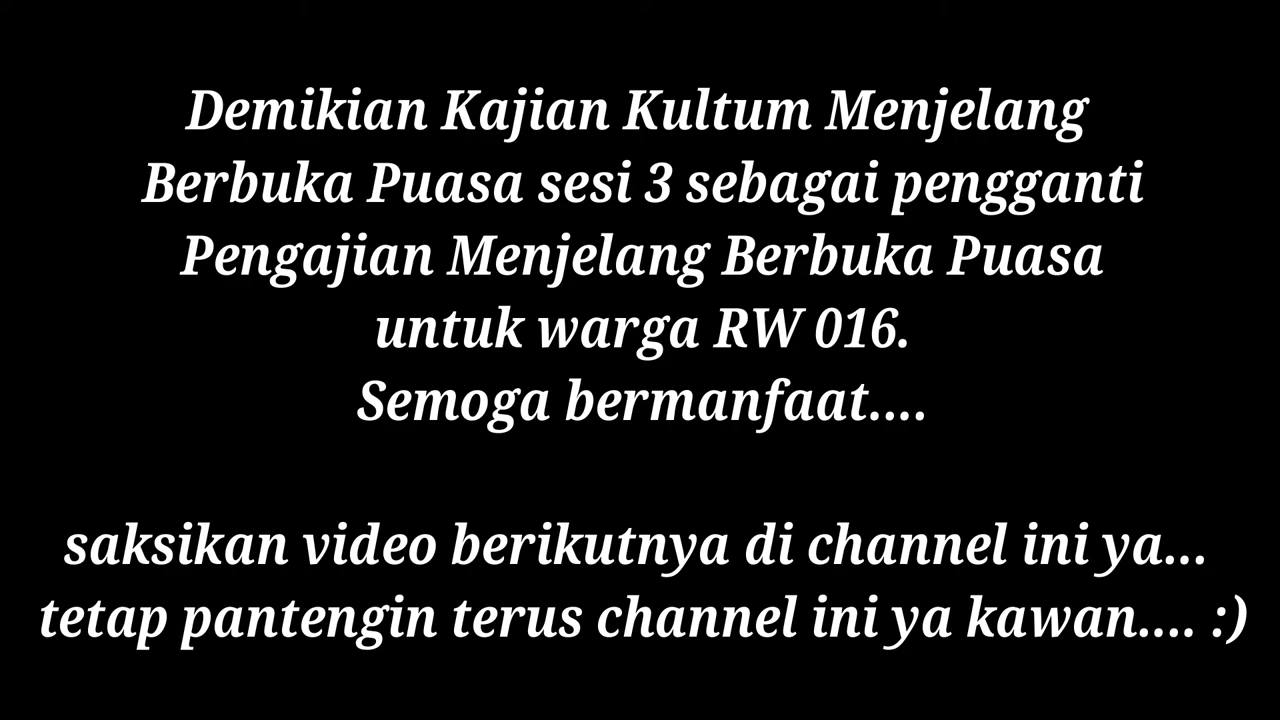 Demikian Kajian Kultum Menjelang
Berbuka Puasa sesi 3 sebagai pengganti
Pengajian Menjelang Berbuka Puasa
untuk warga RW 016.
Semoga bermanfaat....
saksikan video berikutnya di channel ini ya...
tetap pantengin terus channel ini ya kawan.... :)